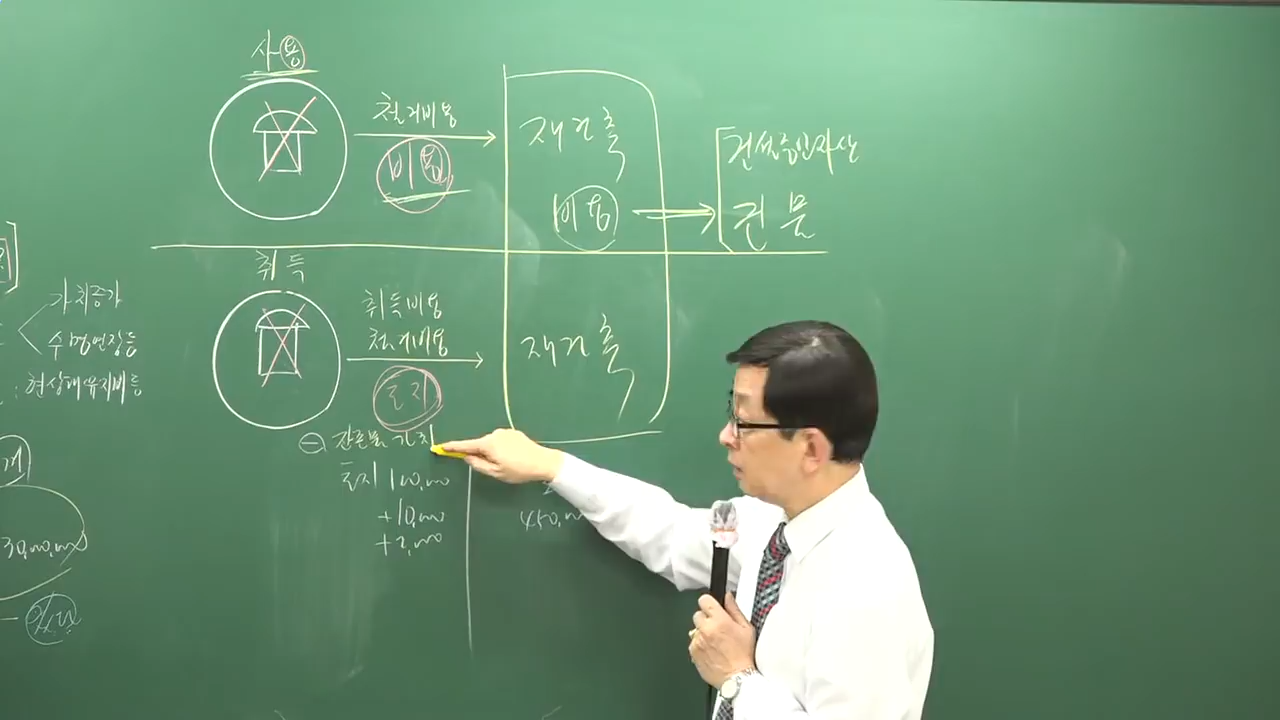 사용
철거비용
비용
재건축
비용
건설중인자산
건물
취득
취득비용
철거비용
토지
재건축
⊖ 잔존물 가치
토지 100,000
+10,000
+2,000
가치증가
수명연장등
: 현상태유지비 등